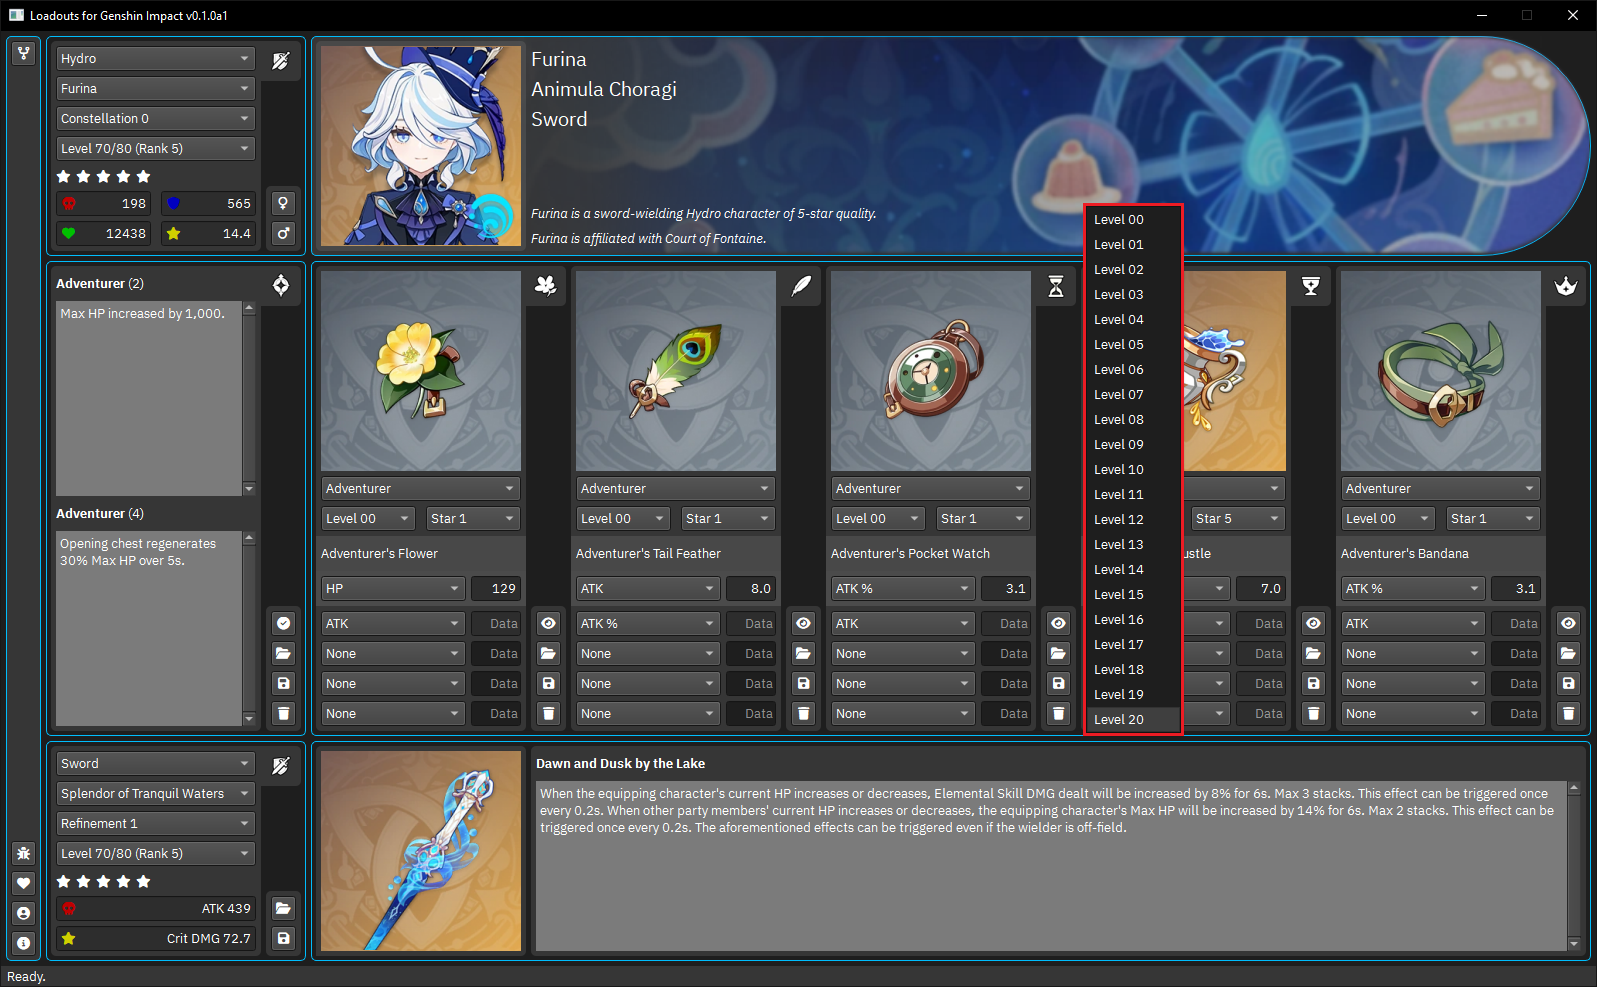 Loadouts for Genshin Impact v0.1.0a1
Hydro
Furina
Constellation 0
Level 70/80 (Rank 5)
198
565
12438
14.4
Furina
Animula Choragi
Sword
Furina is a sword-wielding Hydro character of 5-star quality.
Furina is affiliated with Court of Fontaine.
Adventurer (2)
Max HP increased by 1,000.
Adventurer (4)
Opening chest regenerates
30% Max HP over 5s.
Adventurer
Level 00
Star 1
Adventurer's Flower
HP
129
ATK
Data
None
Data
None
Data
None
Data
Adventurer
Level 00
Star 1
Adventurer's Tail Feather
ATK
8.0
ATK %
Data
None
Data
None
Data
None
Data
Adventurer
Level 00
Star 1
Adventurer's Pocket Watch
ATK %
3.1
ATK
Data
None
Data
None
Data
None
Data
Level 00
Level 01
Level 02
Level 03
Level 04
Level 05
Level 06
Level 07
Level 08
Level 09
Level 10
Level 11
Level 12
Level 13
Level 14
Level 15
Level 16
Level 17
Level 18
Level 19
Level 20
Star 5
ustle
7.0
Data
Data
Data
Data
Adventurer
Level 00
Star 1
Adventurer's Bandana
ATK %
3.1
ATK
Data
None
Data
None
Data
None
Data
Sword
Splendor of Tranquil Waters
Refinement 1
Level 70/80 (Rank 5)
ATK 439
Crit DMG 72.7
Dawn and Dusk by the Lake
When the equipping character's current HP increases or decreases, Elemental Skill DMG dealt will be increased by 8% for 6s. Max 3 stacks. This effect can be triggered once
every 0.2s. When other party members' current HP increases or decreases, the equipping character's Max HP will be increased by 14% for 6s. Max 2 stacks. This effect can be
triggered once every 0.2s. The aforementioned effects can be triggered even if the wielder is off-field.
Ready.